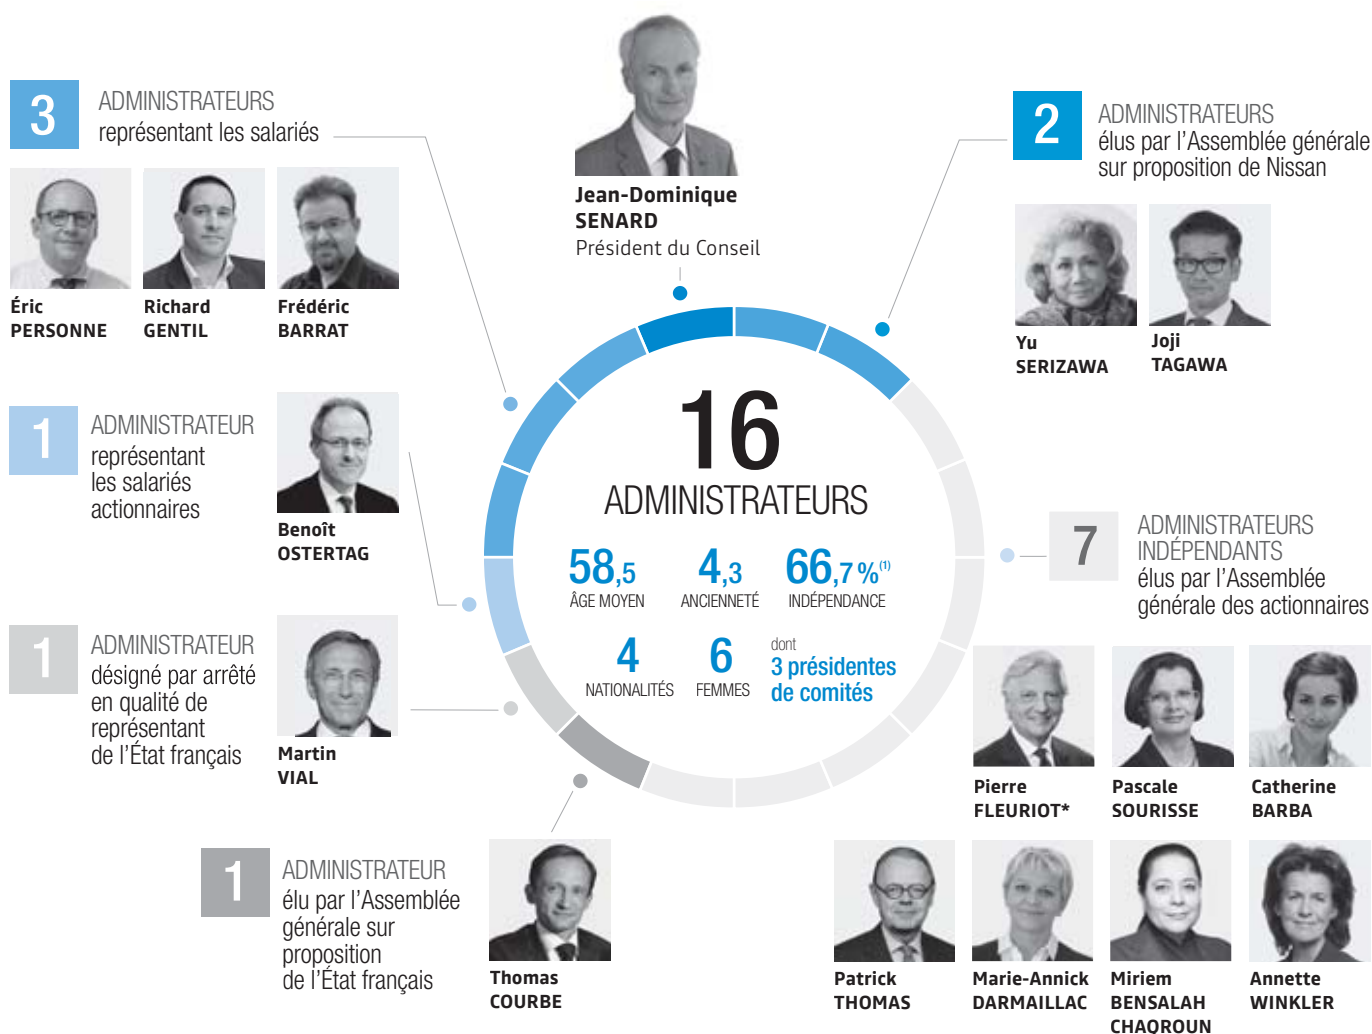 Jean-Dominique
SENARD
Président du Conseil
3
ADMINISTRATEURS
représentant les salariés
Éric
PERSONNE
Richard
GENTIL
Frédéric
BARRAT
2
ADMINISTRATEURS
élus par l'Assemblée générale
sur proposition de Nissan
Yu
SERIZAWA
Joji
TAGAWA
1
ADMINISTRATEUR
représentant
les salariés
actionnaires
Benoît
OSTERTAG
16
ADMINISTRATEURS
58,5
ÂGE MOYEN
4,3
ANCIENNETÉ
66,7 %(1)
INDÉPENDANCE
4
NATIONALITÉS
6
FEMMES
dont
3 présidentes
de comités
7
ADMINISTRATEURS
INDÉPENDANTS
élus par l'Assemblée
générale des actionnaires
1
ADMINISTRATEUR
désigné par arrêté
en qualité de
représentant
de l'État français
Martin
VIAL
Pierre
FLEURIOT*
Pascale
SOURISSE
Catherine
BARBA
1
ADMINISTRATEUR
élu par l'Assemblée
générale sur
proposition
de l'État français
Thomas
COURBE
Patrick
THOMAS
Marie-Annick
DARMAILLAC
Miriem
BENSALAH
CHAQROUN
Annette
WINKLER